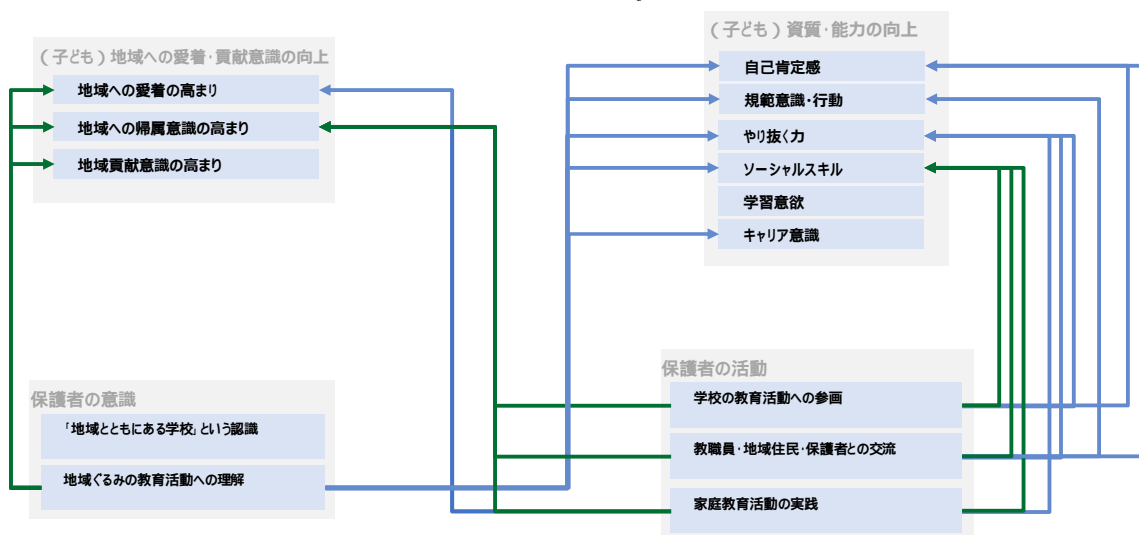 (子ども)地域への愛着・貢献意識の向上
地域への愛着の高まり
地域への帰属意識の高まり
地域貢献意識の高まり
(子ども)資質・能力の向上
自己肯定感
規範意識・行動
やり抜く力
ソーシャルスキル
学習意欲
キャリア意識
保護者の意識
「地域とともにある学校」という認識
地域ぐるみの教育活動への理解
保護者の活動
学校の教育活動への参画
教職員・地域住民・保護者との交流
家庭教育活動の実践